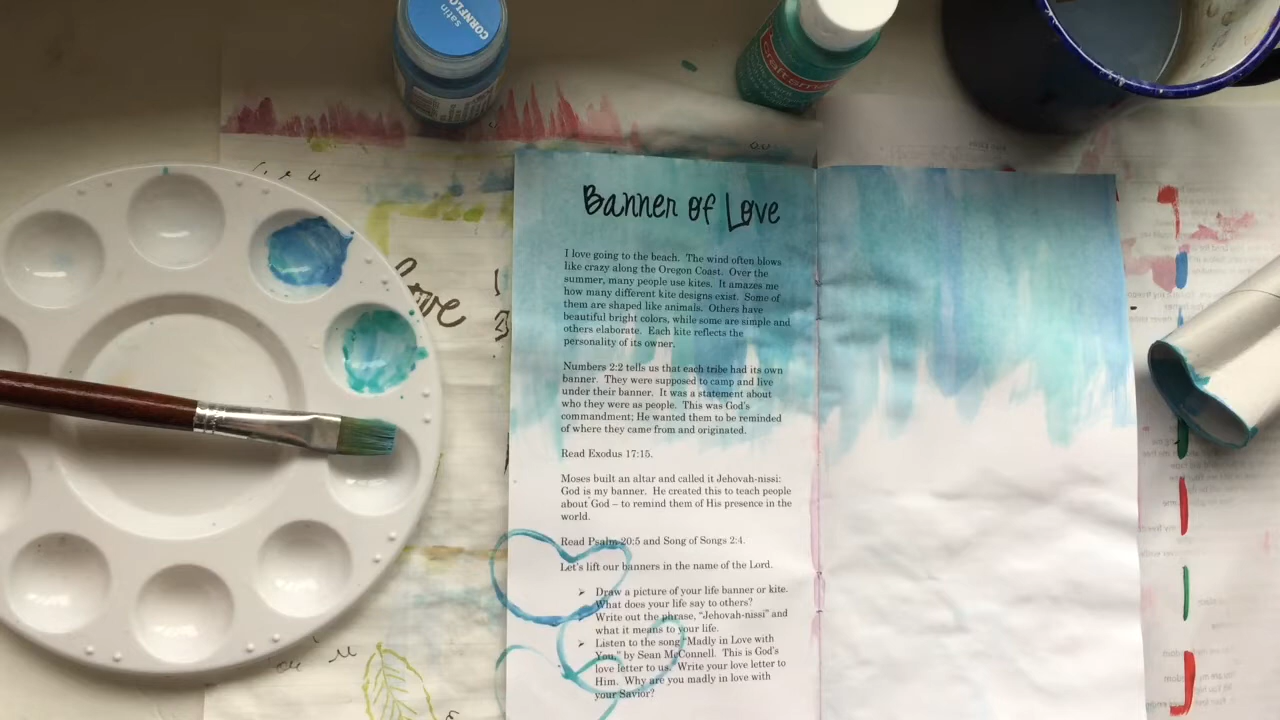 CORNFLO
satin
craftsma
love
Banner of Love
I love going to the beach.  The wind often blows
like crazy along the Oregon Coast.  Over the
summer, many people use kites.  It amazes me
how many different kite designs exist.  Some of
them are shaped like animals.  Others have
beautiful bright colors, while some are simple and
others elaborate.  Each kite reflects the
personality of its owner.
Numbers 2:2 tells us that each tribe had its own
banner.  They were supposed to camp and live
under their banner.  It was a statement about
who they were as people.  This was God's
commandment; He wanted them to be reminded
of where they came from and originated.
Read Exodus 17:15.
Moses built an altar and called it Jehovah-nissi:
God is my banner.  He created this to teach people
about God – to remind them of His presence in the
world.
Read Psalm 20:5 and Song of Songs 2:4.
Let's lift our banners in the name of the Lord.
➢ Draw a picture of your life banner or kite.
What does your life say to others?
➢ Write out the phrase, "Jehovah-nissi" and
what it means to your life.
➢ Listen to the song "Madly in Love with
You," by Sean McConnell.  This is God's
love letter to us.  Write your love letter to
Him.  Why are you madly in love with
your Savior?